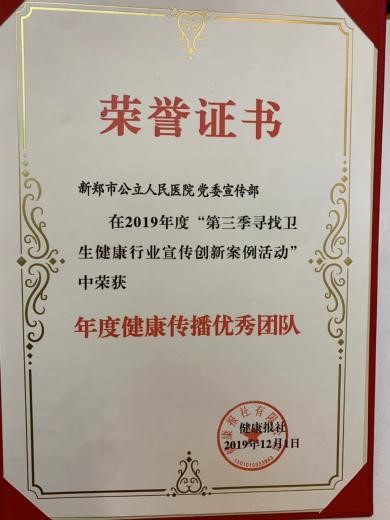 荣誉证书
新郑市公立人民医院 党委宣传部
在2019年度“第三季寻找卫
生健康行业宣传创新案例活动”
中荣获
年度健康传播优秀团队
健康报社
2019年12月1日